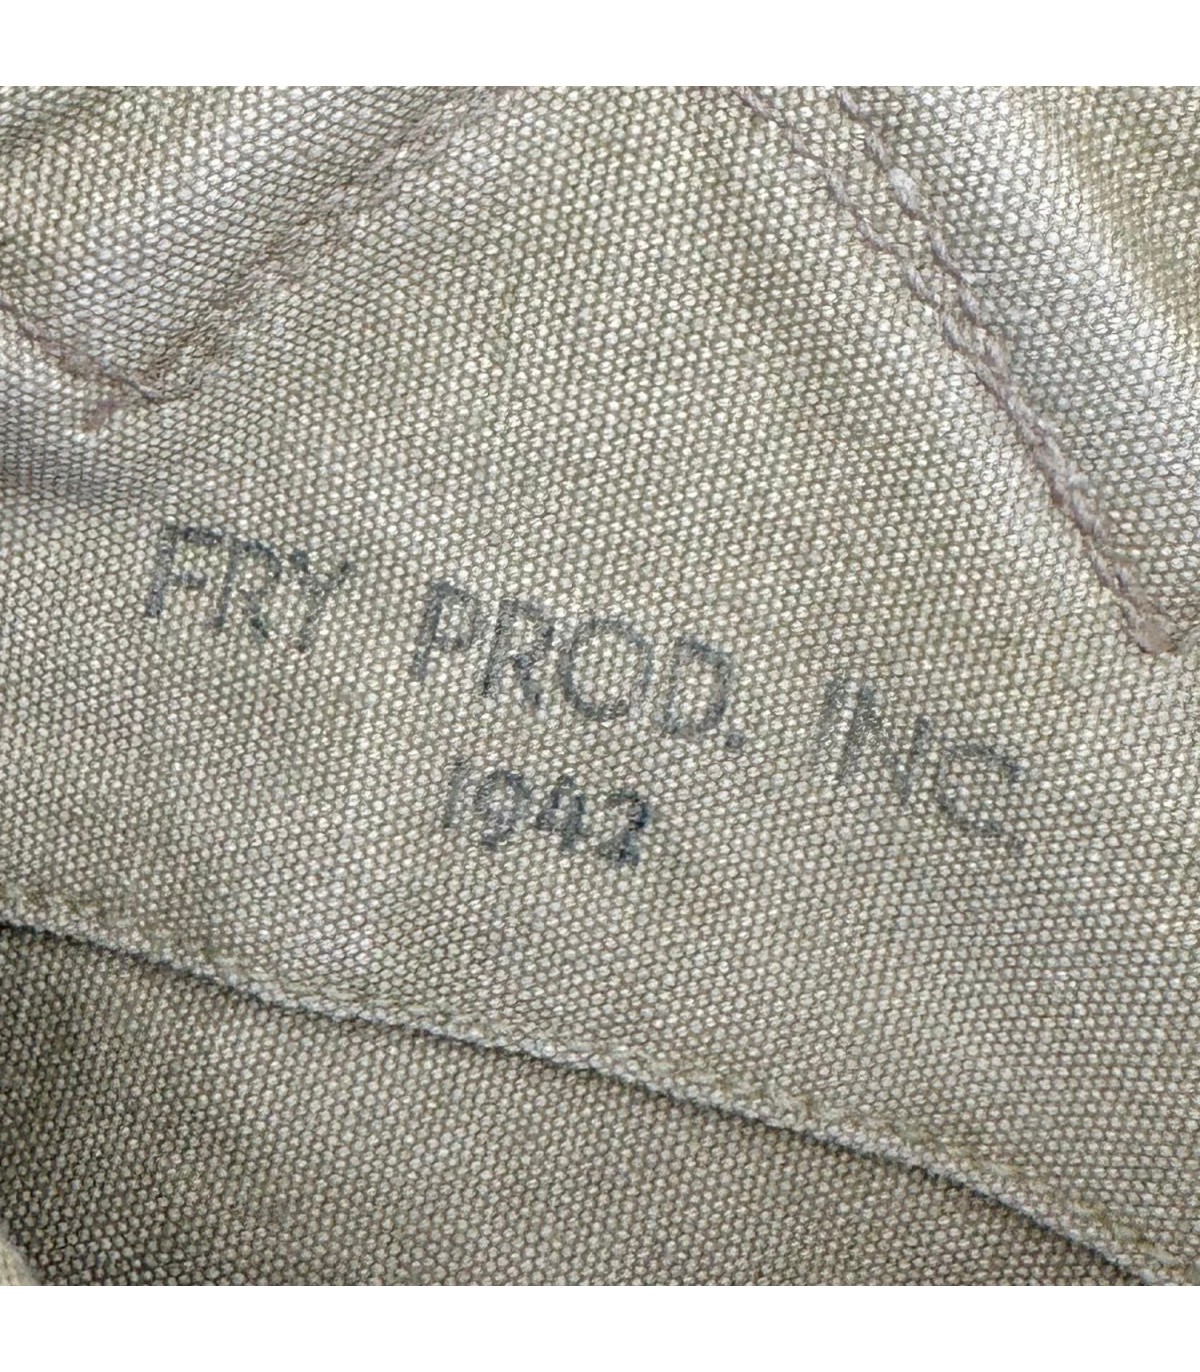 FRY PROD. INC
1942